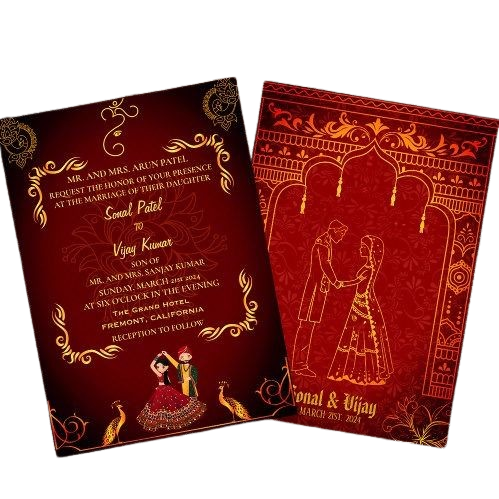 MR. AND MRS. ARUN PATEL
REQUEST THE HONOR OF YOUR PRESENCE
AT THE MARRIAGE OF THEIR DAUGHTER
Sonal Patel
TO
Vijay Kumar
SON OF
MR. AND MRS. SANJAY KUMAR
SUNDAY, MARCH 21ST 2024
AT SIX O'CLOCK IN THE EVENING
THE GRAND HOTEL
FREMONT, CALIFORNIA
RECEPTION TO FOLLOW
onal & Vijay
MARCH 21ST, 2024